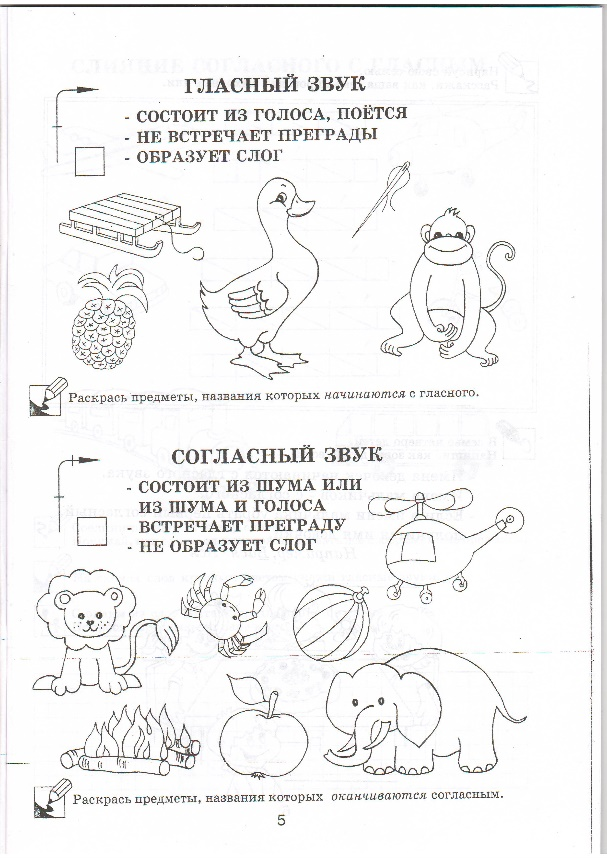 ГЛАСНЫЙ ЗВУК
- СОСТОИТ ИЗ ГОЛОСА, ПОЁТСЯ
- НЕ ВСТРЕЧАЕТ ПРЕГРАДЫ
- ОБРАЗУЕТ СЛОГ
Раскрась предметы, названия которых начинаются с гласного.
СОГЛАСНЫЙ ЗВУК
- СОСТОИТ ИЗ ШУМА ИЛИ
ИЗ ШУМА И ГОЛОСА
- ВСТРЕЧАЕТ ПРЕГРАДУ
- НЕ ОБРАЗУЕТ СЛОГ
Раскрась предметы, названия которых оканчиваются согласным.
5